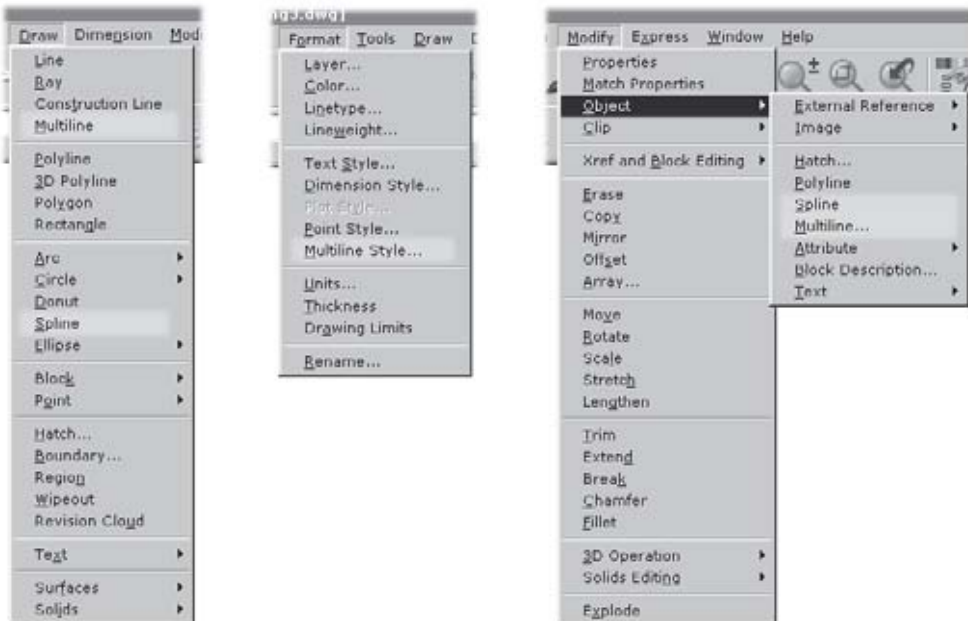 Draw Dimension Mod
Line
Ray
Construction Line
Multiline
Polyline
3D Polyline
Polygon
Rectangle
Arc
Circle
Donut
Spline
Ellipse
Block
Point
Hatch...
Boundary...
Region
Wipeout
Revision Cloud
Text
Surfaces
Solids
ng3.dwg]
Format Tools Draw
Layer...
Color...
Linetype...
Lineweight...
Text Style...
Dimension Style...
Plot Style...
Point Style...
Multiline Style...
Units...
Thickness
Drawing Limits
Rename...
Modify Express Window Help
Properties
Match Properties
Object
Clip
Xref and Block Editing
Erase
Copy
Mirror
Offset
Array...
Move
Rotate
Scale
Stretch
Lengthen
Trim
Extend
Break
Chamfer
Fillet
3D Operation
Solids Editing
Explode
External Reference
Image
Hatch...
Polyline
Spline
Multiline...
Attribute
Block Description...
Text